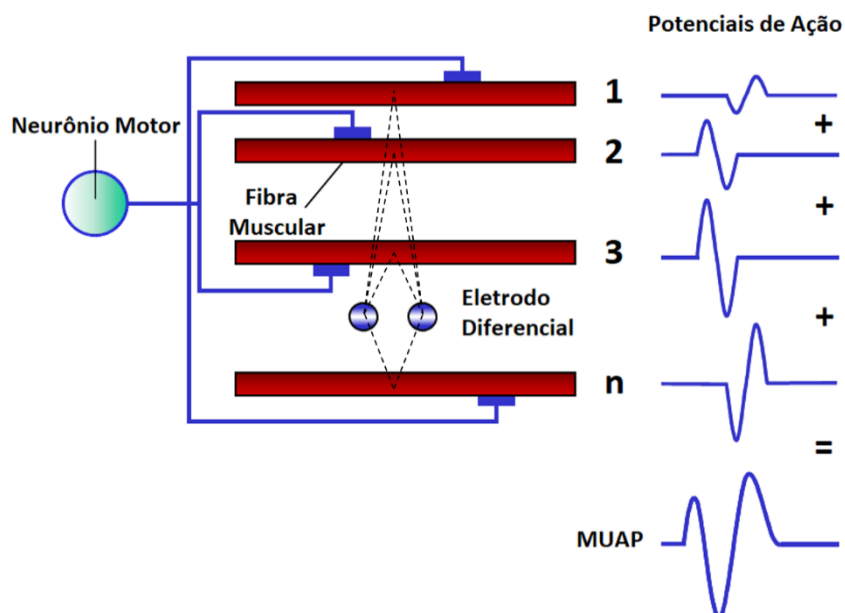 Potenciais de Ação
1
+
Neurônio Motor
2
Fibra
Muscular
+
3
Eletrodo
Diferencial
+
n
=
MUAP